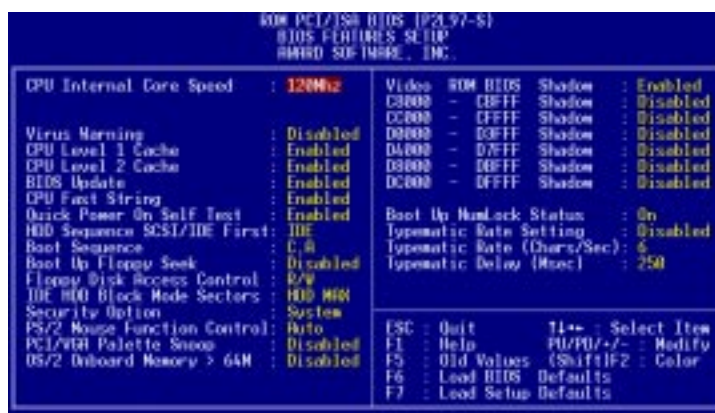 ROM PCI/ISA BIOS (P2L97-S)
BIOS FEATURES SETUP
AWARD SOFTWARE, INC.
CPU Internal Core Speed : 120Mhz
Virus Warning : Disabled
CPU Level 1 Cache : Enabled
CPU Level 2 Cache : Enabled
BIOS Update : Enabled
CPU Fast String : Enabled
Quick Power On Self Test : Enabled
HDD Sequence SCSI/IDE First: IDE
Boot Sequence : C,A
Boot Up Floppy Seek : Disabled
Floppy Disk Access Control : R/W
IDE HDD Block Mode Sectors : HDD MAX
Security Option : System
PS/2 Mouse Function Control: Auto
PCI/VGA Palette Snoop : Disabled
OS/2 Onboard Memory > 64M : Disabled
Video ROM BIOS Shadow : Enabled
C8000 - CBFFF Shadow : Disabled
CC000 - CFFFF Shadow : Disabled
D0000 - D3FFF Shadow : Disabled
D4000 - D7FFF Shadow : Disabled
D8000 - DBFFF Shadow : Disabled
DC000 - DFFFF Shadow : Disabled
Boot Up NumLock Status : On
Typematic Rate Setting : Disabled
Typematic Rate (Chars/Sec): 6
Typematic Delay (Msec) : 250
ESC : Quit ↑↓→← : Select Item
F1 : Help PU/PD/+/- : Modify
F5 : Old Values (Shift)F2 : Color
F6 : Load BIOS Defaults
F7 : Load Setup Defaults